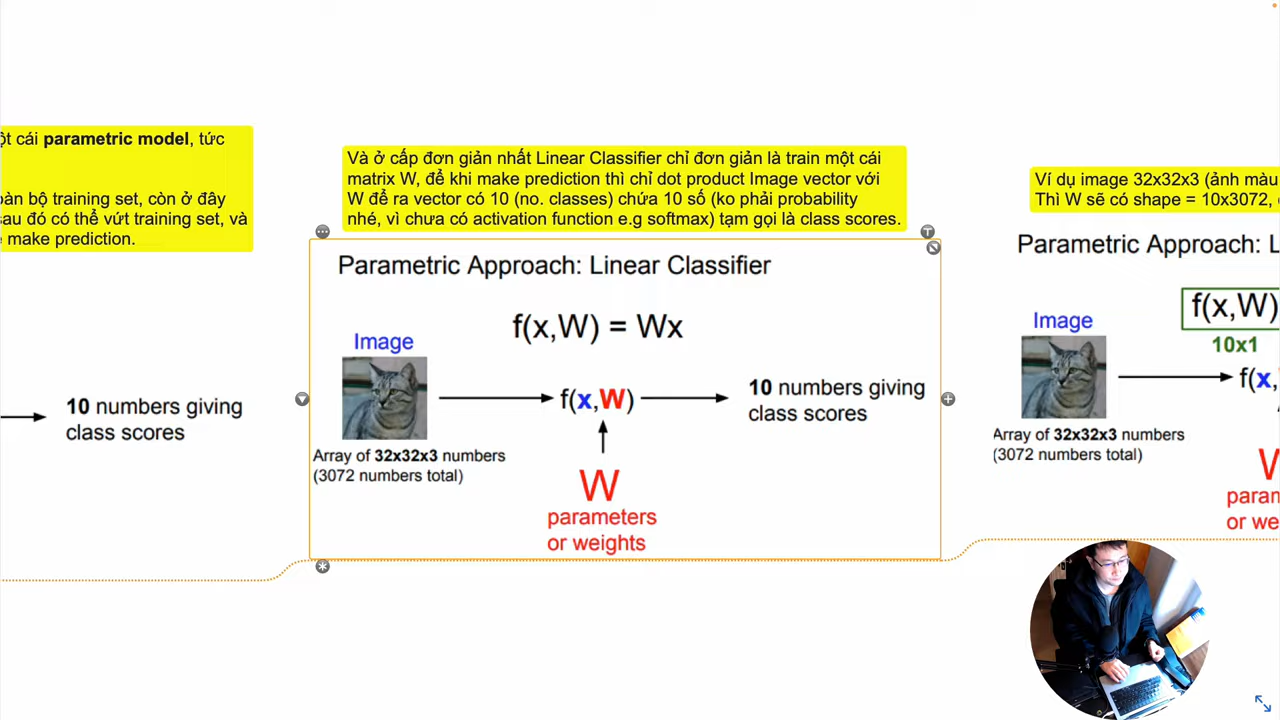 ột cái parametric model, tức
oàn bộ training set, còn ở đây
sau đó có thể vứt training set, và
make prediction.
10 numbers giving
class scores
Và ở cấp đơn giản nhất Linear Classifier chỉ đơn giản là train một cái
matrix W, để khi make prediction thì chỉ dot product Image vector với
W để ra vector có 10 (no. classes) chứa 10 số (ko phải probability
nhé, vì chưa có activation function e.g softmax) tạm gọi là class scores.
Parametric Approach: Linear Classifier
f(x,W) = Wx
Image
f(x,W)
10 numbers giving
class scores
Array of 32x32x3 numbers
(3072 numbers total)
W
parameters
or weights
Ví dụ image 32x32x3 (ảnh màu
Thì W sẽ có shape = 10x3072,
Parametric Approach: L
f(x,W)
Image
10x1
f(x,
Array of 32x32x3 numbers
(3072 numbers total)
W
param
or we